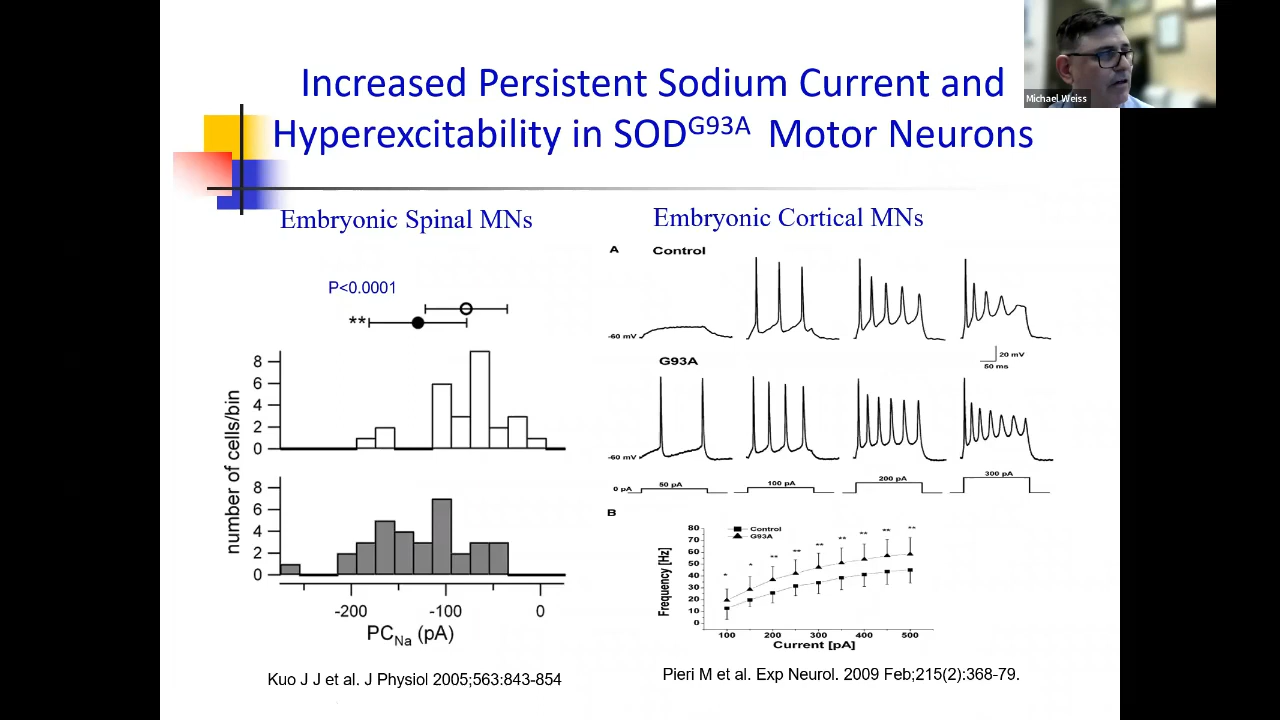 Michael Weiss
Increased Persistent Sodium Current and
Hyperexcitability in SODG93A Motor Neurons
Embryonic Spinal MNs
P<0.0001
**
8
6
4
2
0
8
6
4
2
0
number of cells/bin
-200 -100 0
PCNa (pA)
Kuo J J et al. J Physiol 2005;563:843-854
Embryonic Cortical MNs
A Control
-60 mV
20 mV
50 ms
G93A
-60 mV
0 pA 50 pA 100 pA 200 pA 300 pA
B
Control
G93A
* * ** ** ** ** ** ** **
80
70
60
50
40
30
20
10
0
Frequency [Hz]
100 200 300 400 500
Current [pA]
Pieri M et al. Exp Neurol. 2009 Feb;215(2):368-79.